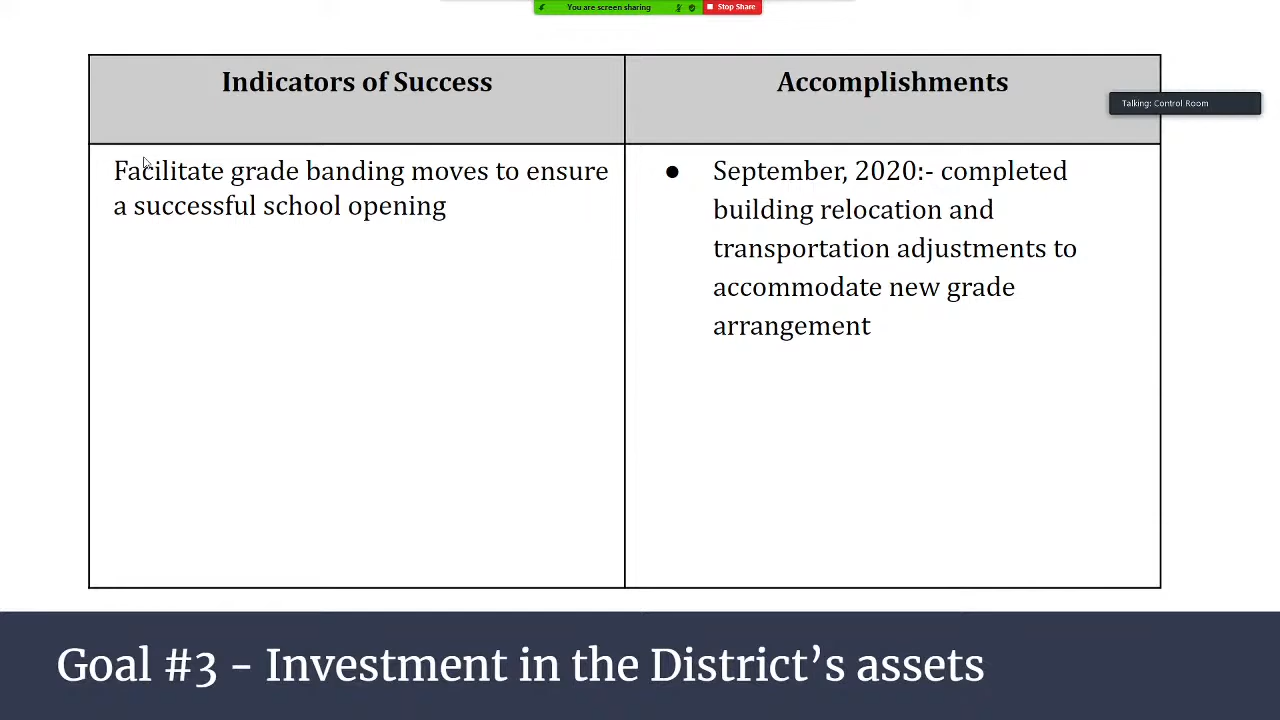 You are screen sharing
Stop Share
Indicators of Success
Accomplishments
Talking: Control Room
Facilitate grade banding moves to ensure
a successful school opening
● September, 2020:- completed
building relocation and
transportation adjustments to
accommodate new grade
arrangement
Goal #3 - Investment in the District’s assets